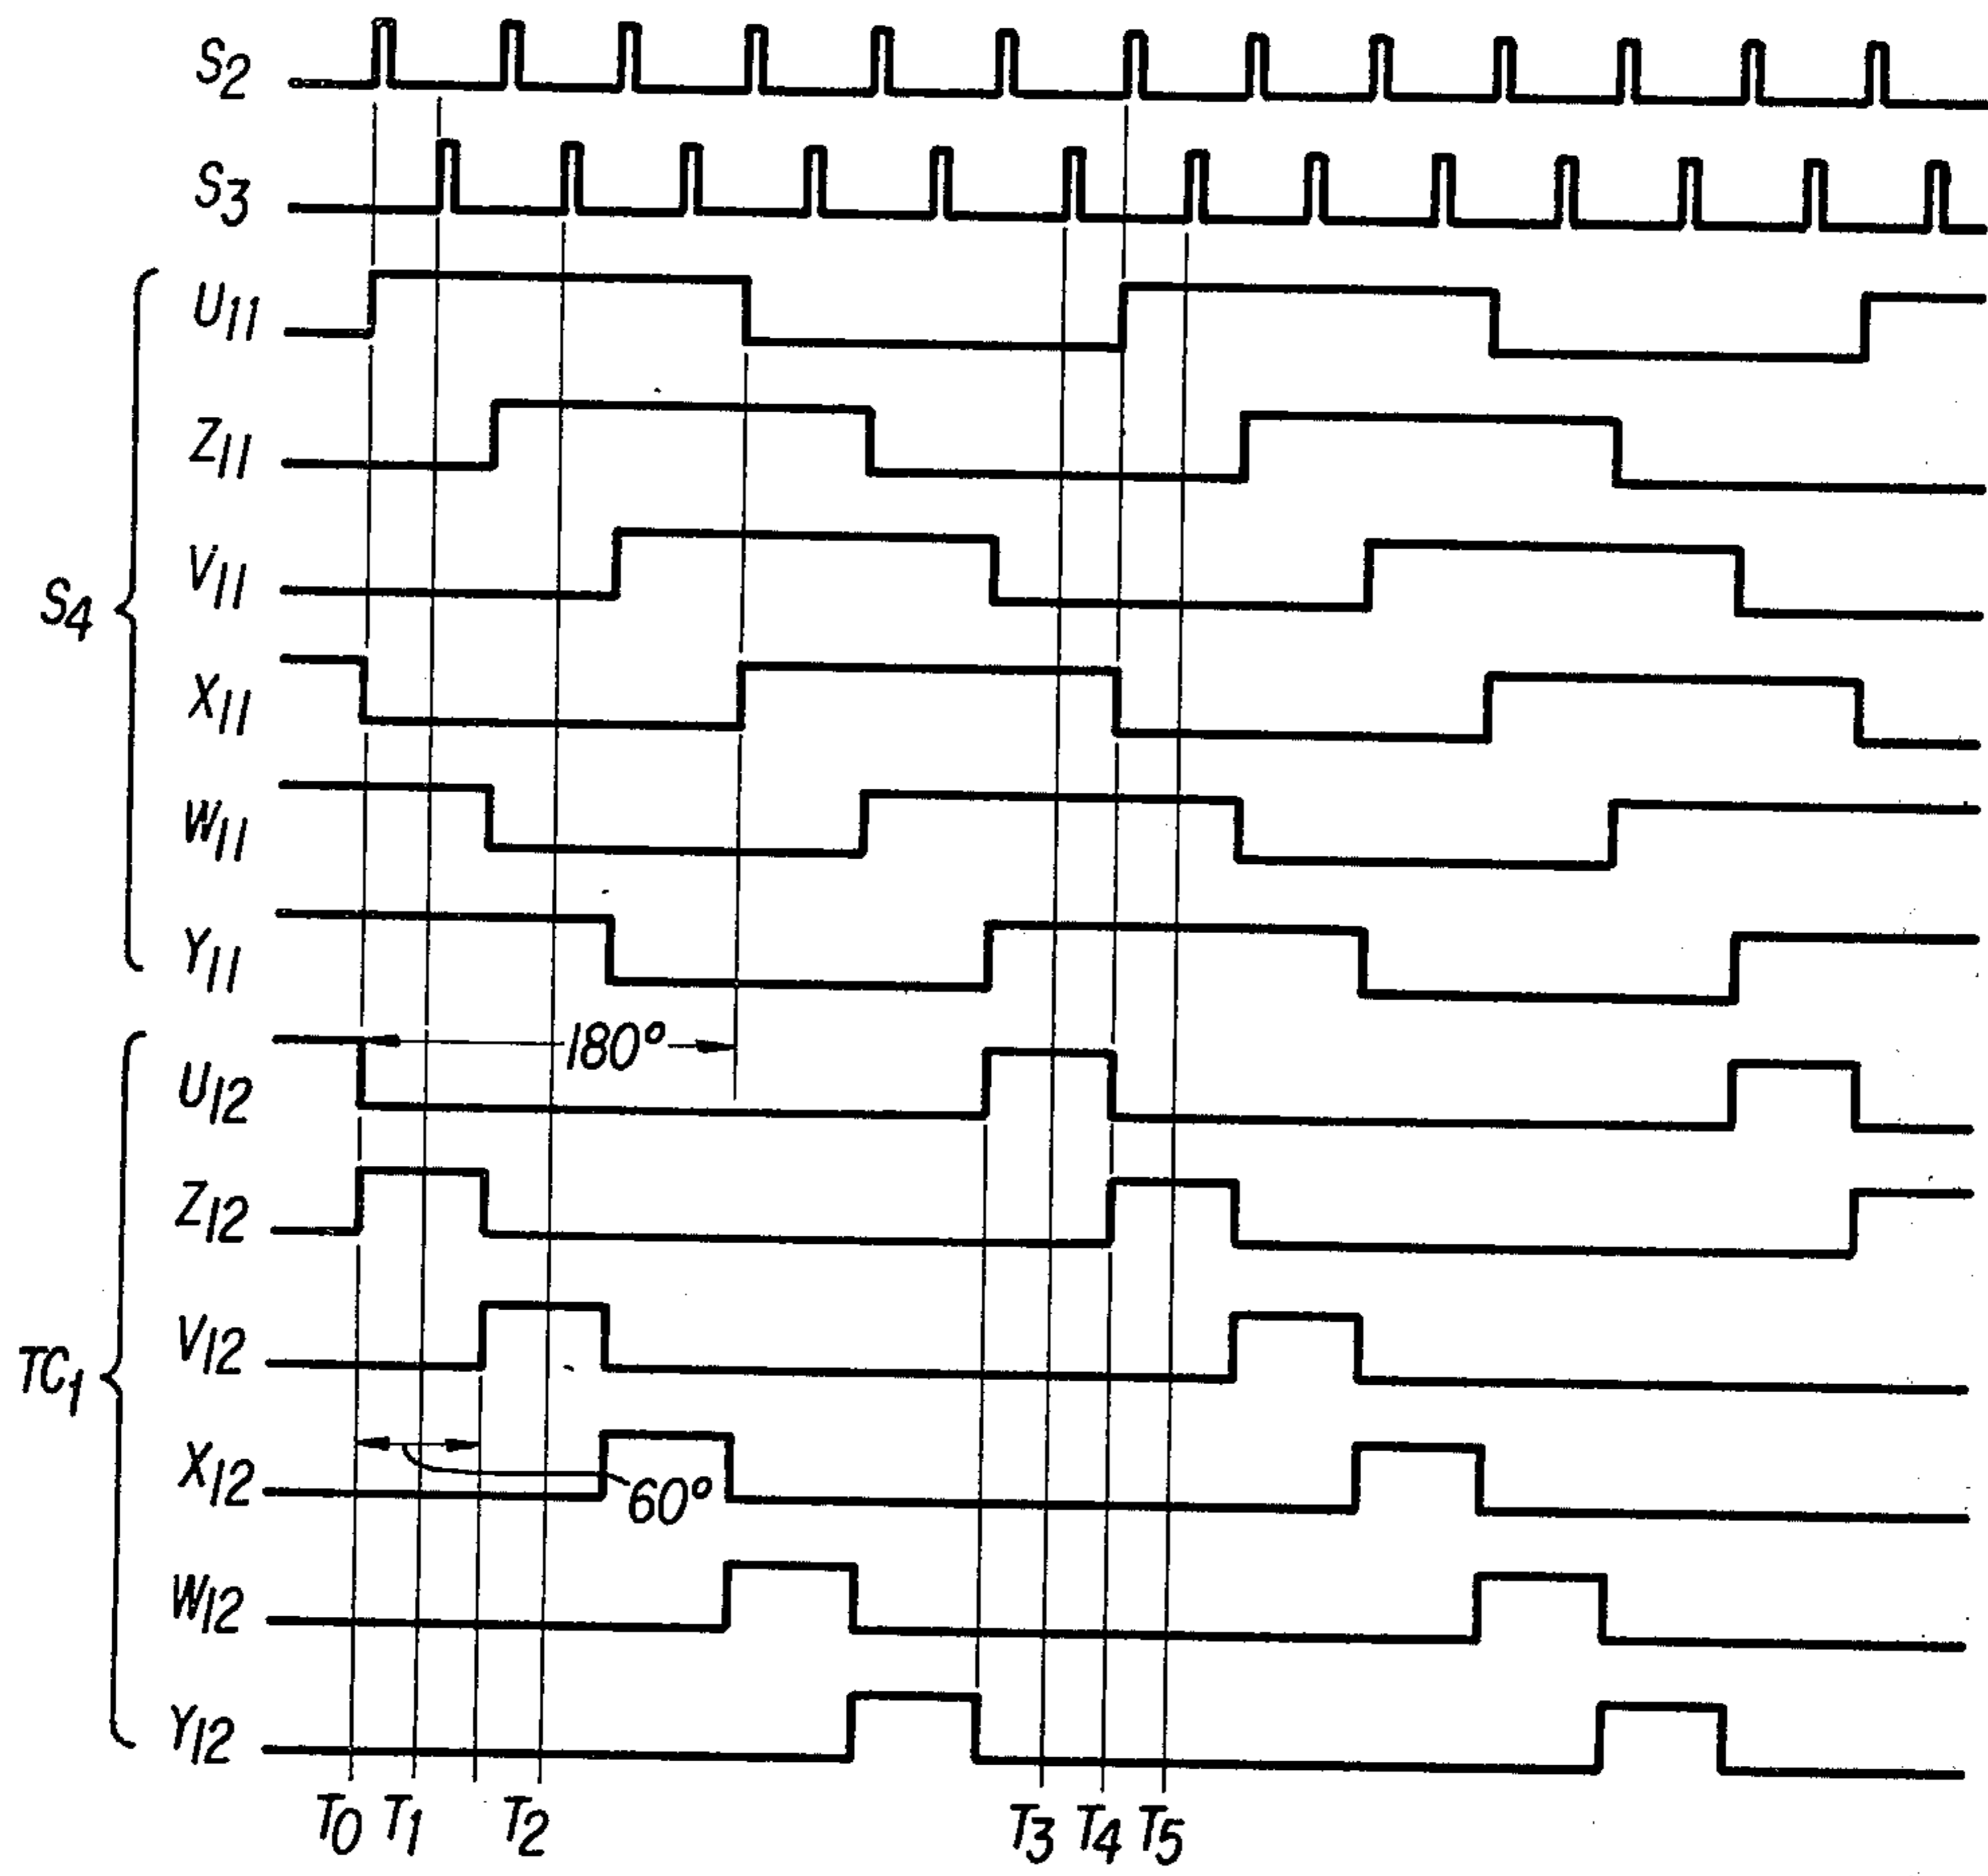 S2
S3
S4
U11
Z11
V11
X11
W11
Y11
180°
TC1
U12
Z12
V12
X12
60°
W12
Y12
T0 T1 T2 T3 T4 T5